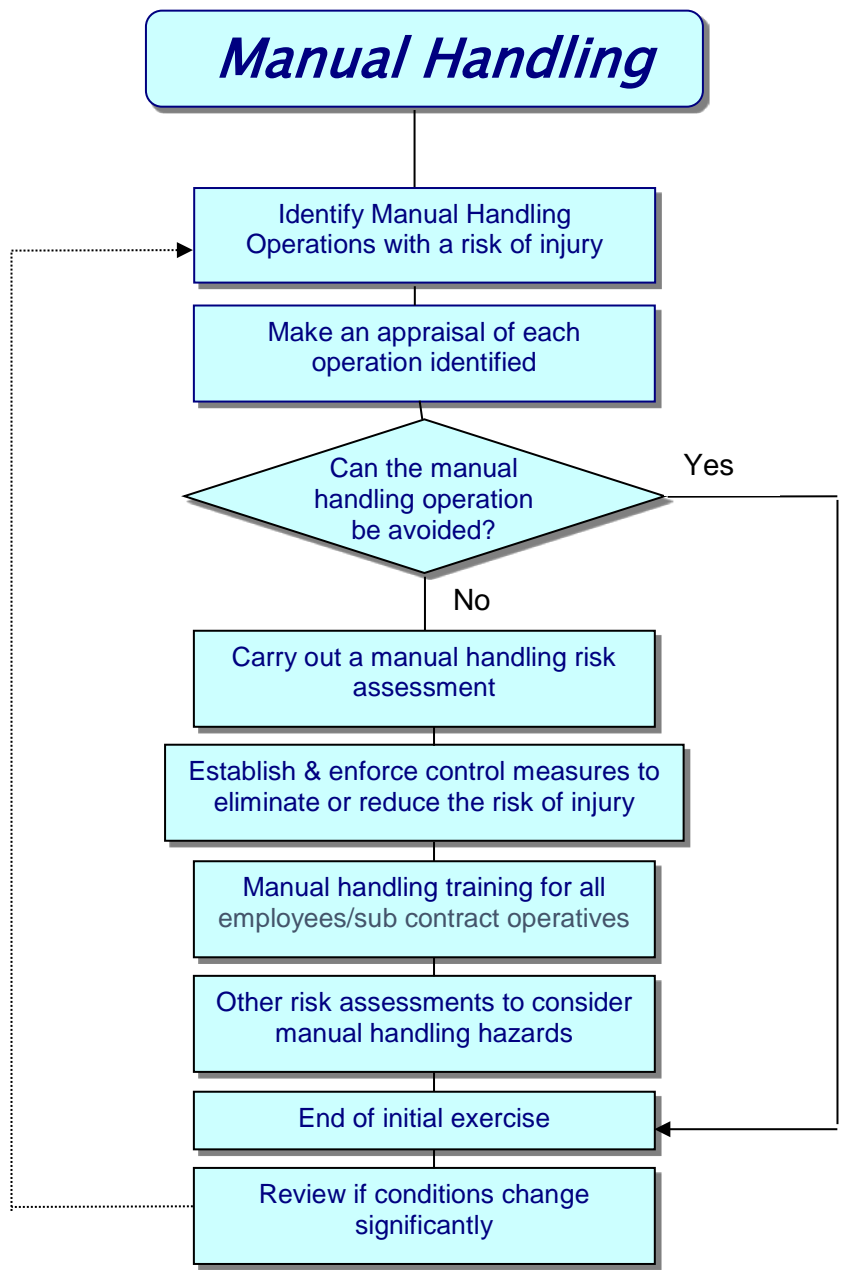 Manual Handling
Identify Manual Handling
Operations with a risk of injury
Make an appraisal of each
operation identified
Can the manual
handling operation
be avoided?
Yes
No
Carry out a manual handling risk
assessment
Establish & enforce control measures to
eliminate or reduce the risk of injury
Manual handling training for all
employees/sub contract operatives
Other risk assessments to consider
manual handling hazards
End of initial exercise
Review if conditions change
significantly